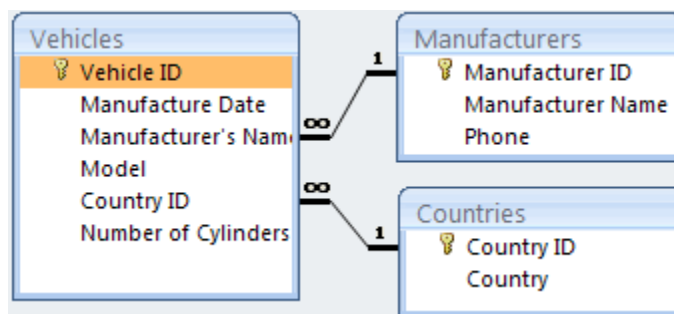 Vehicles
Vehicle ID
Manufacture Date
Manufacturer's Name
Model
Country ID
Number of Cylinders
∞
∞
1
1
Manufacturers
Manufacturer ID
Manufacturer Name
Phone
Countries
Country ID
Country